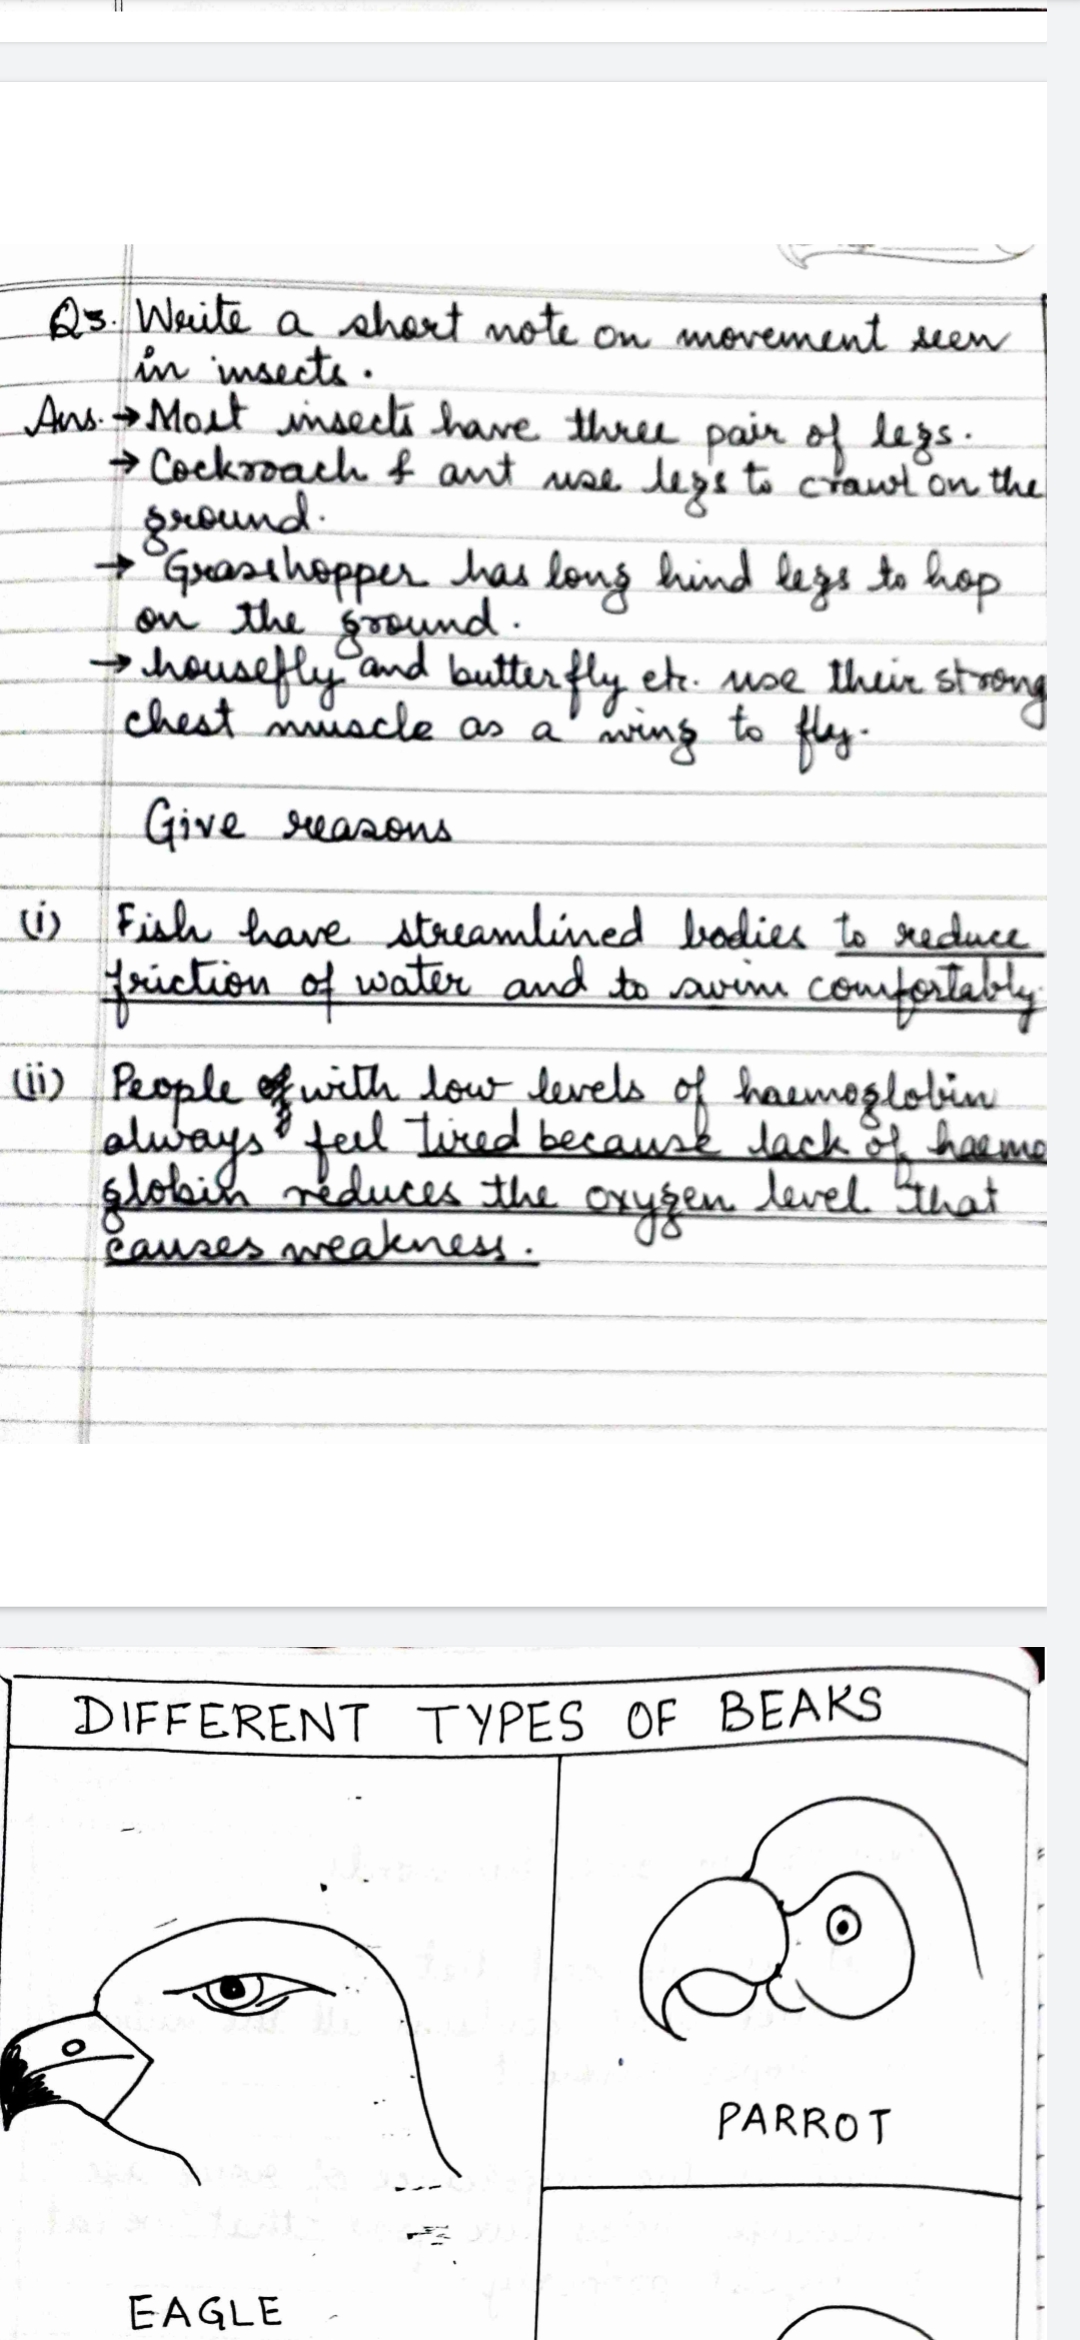 Q3. Write a short note on movement seen
in insects.
Ans. → Most insects have three pair of legs.
→ Cockroach & ant use legs to crawl on the
ground.
→ Grasshopper has long hind legs to hop
on the ground.
→ housefly and butterfly etc. use their strong
chest muscle as a wing to fly.
Give reasons
(i) Fish have streamlined bodies to reduce
friction of water and to swim comfortably
(ii) People with low levels of haemoglobin
always feel tired because lack of haemo
globin reduces the oxygen level that
causes weakness.
DIFFERENT TYPES OF BEAKS
PARROT
EAGLE